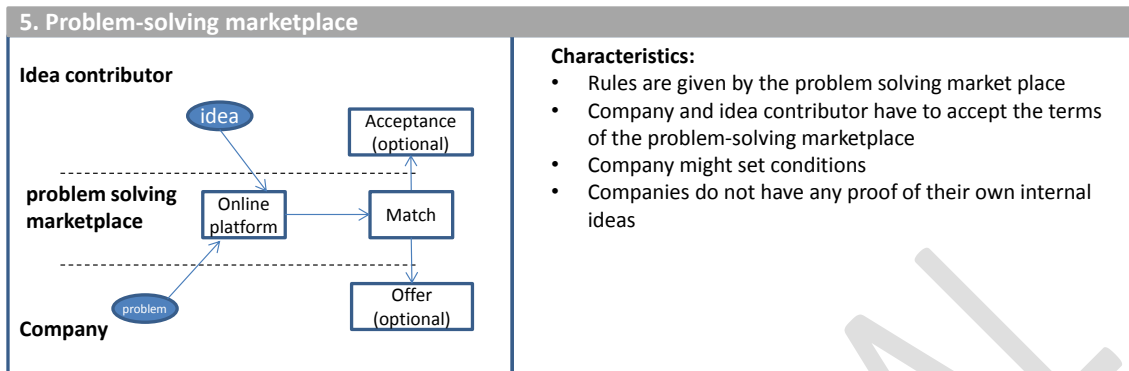 5. Problem-solving marketplace
Idea contributor
idea
Acceptance
(optional)
problem solving
marketplace
Online
platform
Match
problem
Offer
(optional)
Company
Characteristics:
• Rules are given by the problem solving market place
• Company and idea contributor have to accept the terms
of the problem-solving marketplace
• Company might set conditions
• Companies do not have any proof of their own internal
ideas